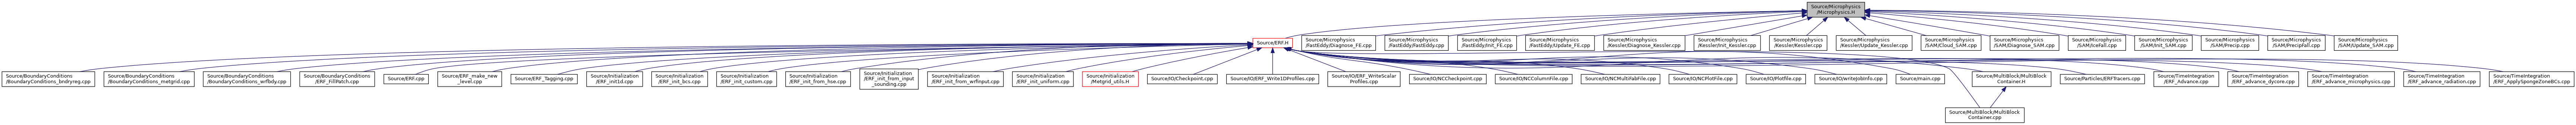 Source/Microphysics
/Microphysics.H
Source/ERF.H
Source/Microphysics
/FastEddy/Diagnose_FE.cpp
Source/Microphysics
/FastEddy/FastEddy.cpp
Source/Microphysics
/FastEddy/Init_FE.cpp
Source/Microphysics
/FastEddy/Update_FE.cpp
Source/Microphysics
/Kessler/Diagnose_Kessler.cpp
Source/Microphysics
/Kessler/Init_Kessler.cpp
Source/Microphysics
/Kessler/Kessler.cpp
Source/Microphysics
/Kessler/Update_Kessler.cpp
Source/Microphysics
/SAM/Cloud_SAM.cpp
Source/Microphysics
/SAM/Diagnose_SAM.cpp
Source/Microphysics
/SAM/IceFall.cpp
Source/Microphysics
/SAM/Init_SAM.cpp
Source/Microphysics
/SAM/Precip.cpp
Source/Microphysics
/SAM/PrecipFall.cpp
Source/Microphysics
/SAM/Update_SAM.cpp
Source/BoundaryConditions
/BoundaryConditions_bndryreg.cpp
Source/BoundaryConditions
/BoundaryConditions_metgrid.cpp
Source/BoundaryConditions
/BoundaryConditions_wrfbdy.cpp
Source/BoundaryConditions
/ERF_FillPatch.cpp
Source/ERF.cpp
Source/ERF_make_new
_level.cpp
Source/ERF_Tagging.cpp
Source/Initialization
/ERF_init1d.cpp
Source/Initialization
/ERF_init_bcs.cpp
Source/Initialization
/ERF_init_custom.cpp
Source/Initialization
/ERF_init_from_hse.cpp
Source/Initialization
/ERF_init_from_input
_sounding.cpp
Source/Initialization
/ERF_init_from_wrfinput.cpp
Source/Initialization
/ERF_init_uniform.cpp
Source/Initialization
/Metgrid_utils.H
Source/IO/Checkpoint.cpp
Source/IO/ERF_Write1DProfiles.cpp
Source/IO/ERF_WriteScalar
Profiles.cpp
Source/IO/NCCheckpoint.cpp
Source/IO/NCColumnFile.cpp
Source/IO/NCMultiFabFile.cpp
Source/IO/NCPlotFile.cpp
Source/IO/Plotfile.cpp
Source/IO/writeJobInfo.cpp
Source/main.cpp
Source/MultiBlock/MultiBlock
Container.H
Source/Particles/ERFTracers.cpp
Source/TimeIntegration
/ERF_Advance.cpp
Source/TimeIntegration
/ERF_advance_dycore.cpp
Source/TimeIntegration
/ERF_advance_microphysics.cpp
Source/TimeIntegration
/ERF_advance_radiation.cpp
Source/TimeIntegration
/ERF_ApplySpongeZoneBCs.cpp
Source/MultiBlock/MultiBlock
Container.cpp